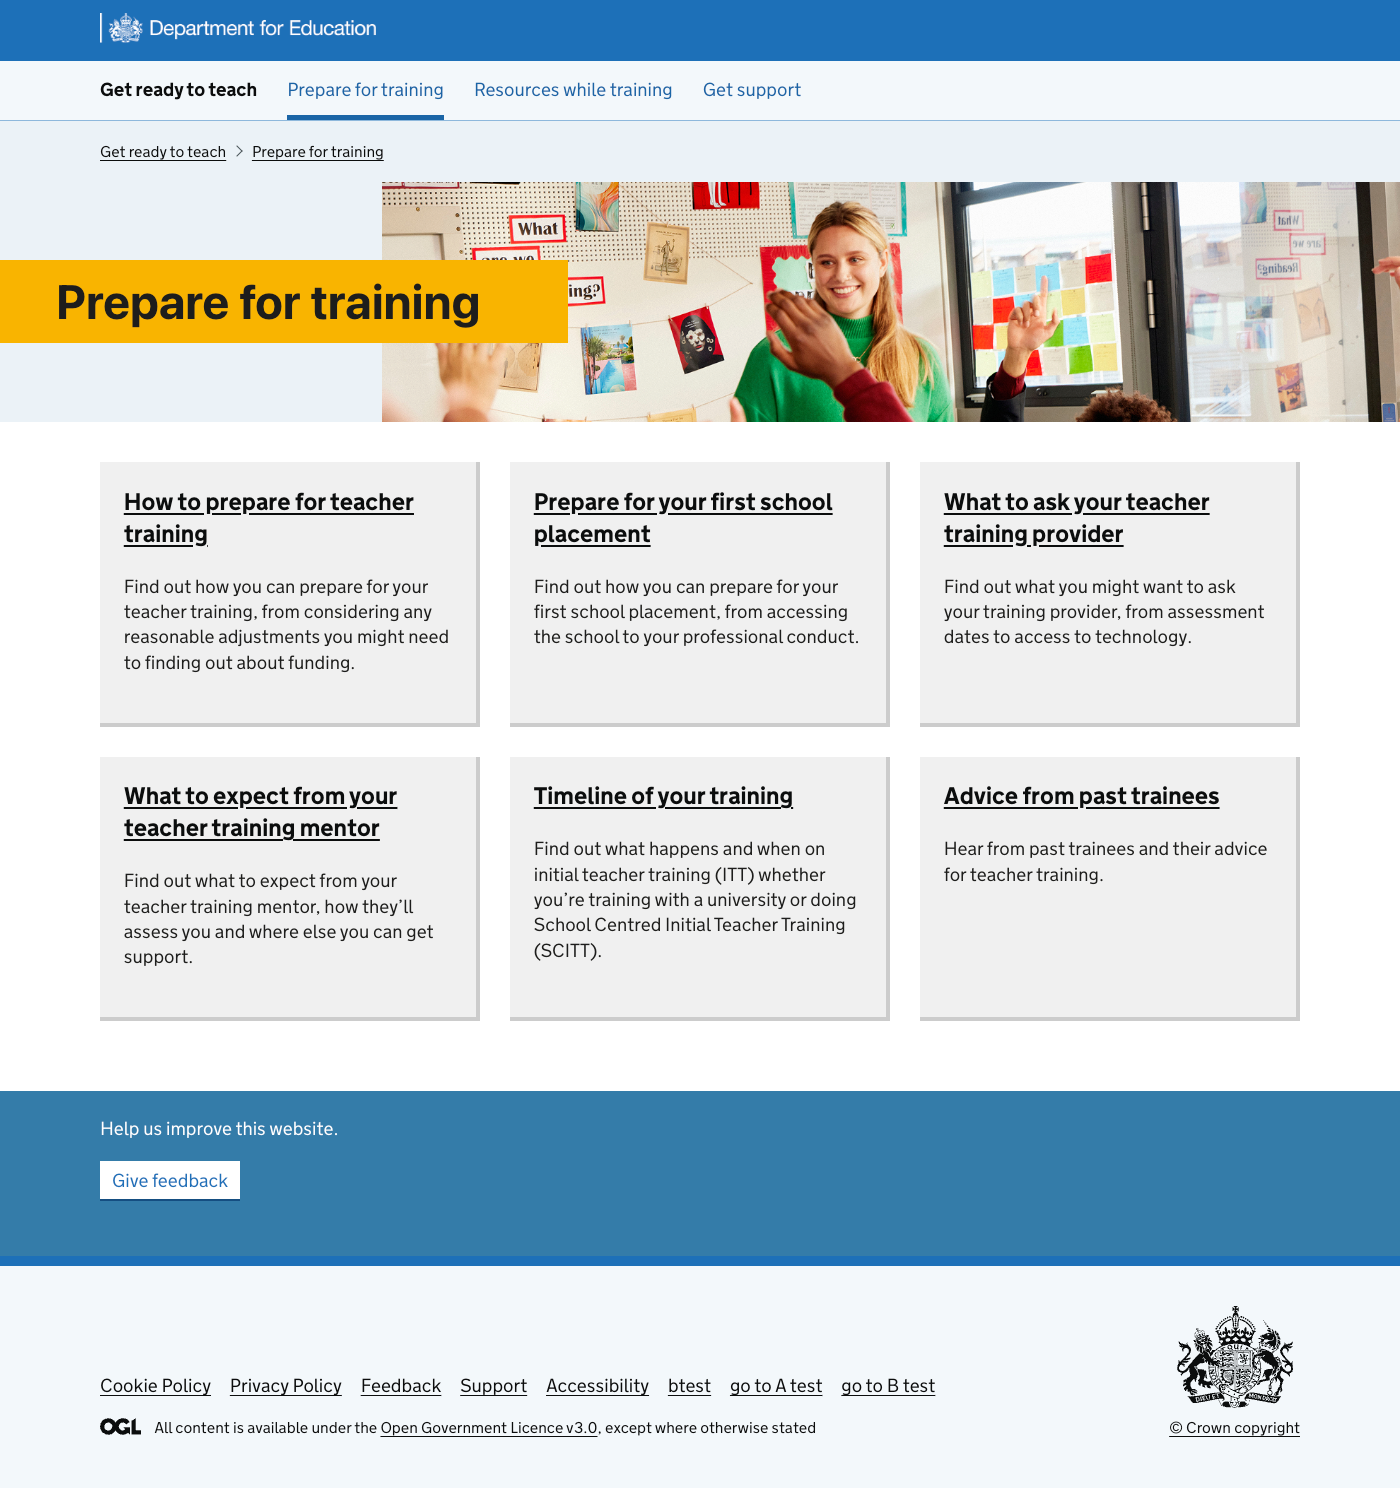 Department for Education
Get ready to teach Prepare for training Resources while training Get support
Get ready to teach Prepare for training
What
are we
ing?
What
are we
Reading?
Prepare for training
How to prepare for teacher
training
Find out how you can prepare for your
teacher training, from considering any
reasonable adjustments you might need
to finding out about funding.
Prepare for your first school
placement
Find out how you can prepare for your
first school placement, from accessing
the school to your professional conduct.
What to ask your teacher
training provider
Find out what you might want to ask
your training provider, from assessment
dates to access to technology.
What to expect from your
teacher training mentor
Find out what to expect from your
teacher training mentor, how they’ll
assess you and where else you can get
support.
Timeline of your training
Find out what happens and when on
initial teacher training (ITT) whether
you’re training with a university or doing
School Centred Initial Teacher Training
(SCITT).
Advice from past trainees
Hear from past trainees and their advice
for teacher training.
Help us improve this website.
Give feedback
Cookie Policy Privacy Policy Feedback Support Accessibility btest go to A test go to B test
OGL All content is available under the Open Government Licence v3.0, except where otherwise stated
© Crown copyright